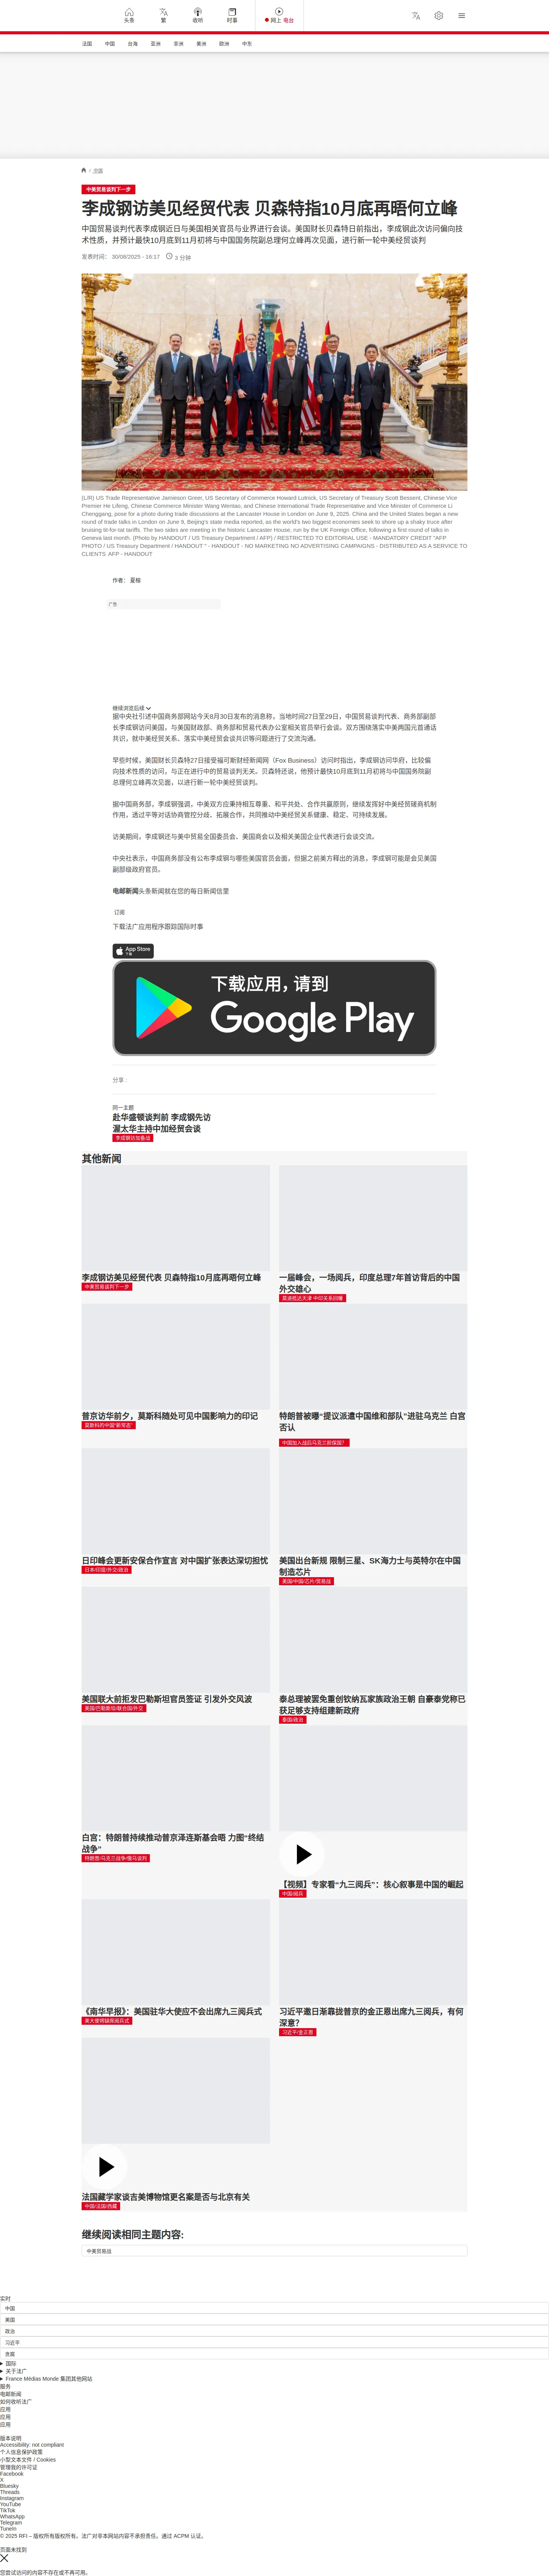 头条
繁
收听
时事
网上 电台
法国
中国
台海
亚洲
非洲
美洲
欧洲
中东
/ 中国
中美贸易谈判下一步
李成钢访美见经贸代表 贝森特指10月底再晤何立峰
中国贸易谈判代表李成钢近日与美国相关官员与业界进行会谈。美国财长贝森特日前指出，李成钢此次访问偏向技
术性质，并预计最快10月底到11月初将与中国国务院副总理何立峰再次见面，进行新一轮中美经贸谈判
发表时间： 30/08/2025 - 16:17
3 分钟
(L/R) US Trade Representative Jamieson Greer, US Secretary of Commerce Howard Lutnick, US Secretary of Treasury Scott Bessent, Chinese Vice
Premier He Lifeng, Chinese Commerce Minister Wang Wentao, and Chinese International Trade Representative and Vice Minister of Commerce Li
Chenggang, pose for a photo during trade discussions at the Lancaster House in London on June 9, 2025. China and the United States began a new
round of trade talks in London on June 9, Beijing's state media reported, as the world's two biggest economies seek to shore up a shaky truce after
bruising tit-for-tat tariffs. The two sides are meeting in the historic Lancaster House, run by the UK Foreign Office, following a first round of talks in
Geneva last month. (Photo by HANDOUT / US Treasury Department / AFP) / RESTRICTED TO EDITORIAL USE - MANDATORY CREDIT "AFP
PHOTO / US Treasury Department / HANDOUT " - HANDOUT - NO MARKETING NO ADVERTISING CAMPAIGNS - DISTRIBUTED AS A SERVICE TO
CLIENTS AFP - HANDOUT
作者： 夏榕
广告
继续浏览后续
据中央社引述中国商务部网站今天8月30日发布的消息称，当地时间27日至29日，中国贸易谈判代表、商务部副部
长李成钢访问美国，与美国财政部、商务部和贸易代表办公室相关官员举行会谈。双方围绕落实中美两国元首通话
共识，就中美经贸关系、落实中美经贸会谈共识等问题进行了交流沟通。
早些时候，美国财长贝森特27日接受福可斯财经新闻网（Fox Business）访问时指出，李成钢访问华府，比较偏
向技术性质的访问，与正在进行中的贸易谈判无关。贝森特还说，他预计最快10月底到11月初将与中国国务院副
总理何立峰再次见面，以进行新一轮中美经贸谈判。
据中国商务部，李成钢强调，中美双方应秉持相互尊重、和平共处、合作共赢原则，继续发挥好中美经贸磋商机制
作用，透过平等对话协商管控分歧、拓展合作，共同推动中美经贸关系健康、稳定、可持续发展。
访美期间，李成钢还与美中贸易全国委员会、美国商会以及相关美国企业代表进行会谈交流。
中央社表示，中国商务部没有公布李成钢与哪些美国官员会面，但据之前美方释出的消息，李成钢可能是会见美国
副部级政府官员。
电邮新闻头条新闻就在您的每日新闻信里
订阅
下载法广应用程序跟踪国际时事
App Store
下载
下载应用，请到
Google Play
分享 :
同一主题
赴华盛顿谈判前 李成钢先访
渥太华主持中加经贸会谈
李成钢访加备战
其他新闻
李成钢访美见经贸代表 贝森特指10月底再晤何立峰
中美贸易谈判下一步
一届峰会，一场阅兵，印度总理7年首访背后的中国
外交雄心
莫迪抵达天津 中印关系回暖
普京访华前夕，莫斯科随处可见中国影响力的印记
特朗普被曝“提议派遣中国维和部队”进驻乌克兰 白宫
否认
中国加入战后乌克兰担保国?
日印峰会更新安保合作宣言 对中国扩张表达深切担忧
日本/印度/外交/政治
美国出台新规 限制三星、SK海力士与英特尔在中国
制造芯片
美国/中国/芯片/贸易战
美国联大前拒发巴勒斯坦官员签证 引发外交风波
美国/巴勒斯坦/联合国/外交
泰总理被罢免重创钦纳瓦家族政治王朝 自豪泰党称已
获足够支持组建新政府
泰国/政治
白宫：特朗普持续推动普京泽连斯基会晤 力图“终结
战争”
特朗普/乌克兰战争/俄乌谈判
【视频】专家看“九三阅兵”：核心叙事是中国的崛起
中国/阅兵
《南华早报》：美国驻华大使应不会出席九三阅兵式
美大使将缺席阅兵式
习近平邀日渐靠拢普京的金正恩出席九三阅兵，有何
深意？
习近平/金正恩
法国藏学家谈吉美博物馆更名案是否与北京有关
中国/法国/西藏
继续阅读相同主题内容:
中美贸易战
实时
中国
美国
政治
习近平
贪腐
国际
关于法广
France Médias Monde 集团其他网站
服务
电邮新闻
如何收听法广
应用
应用
应用
版本说明
Accessibility: not compliant
个人信息保护政策
小型文本文件 / Cookies
管理我的许可证
Facebook
X
Bluesky
Threads
Instagram
YouTube
TikTok
WhatsApp
Telegram
TuneIn
© 2025 RFI – 版权所有版权所有。法广对非本网站内容不承担责任。通过 ACPM 认证。
页面未找到
您尝试访问的内容不存在或不再可用。